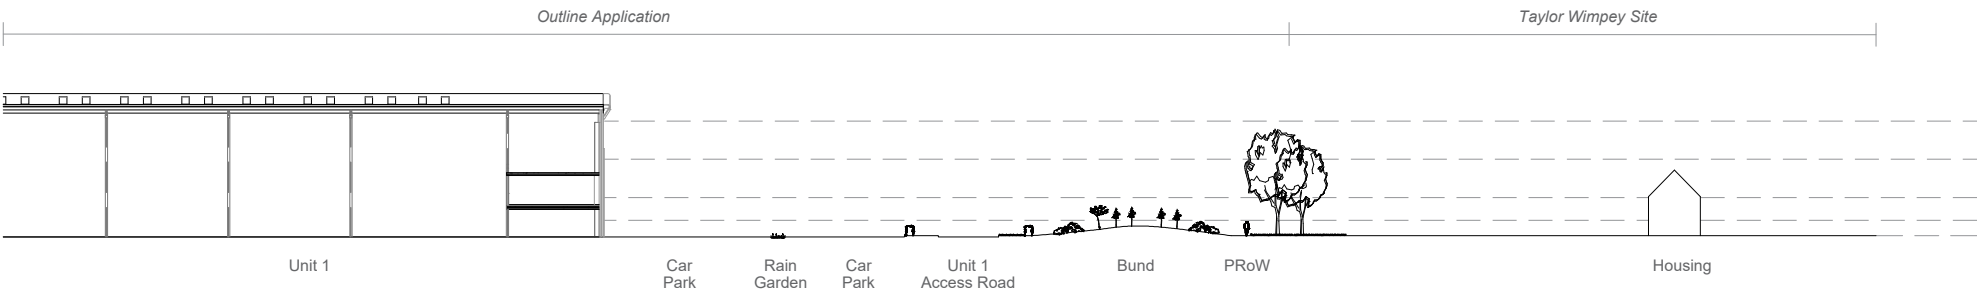 Outline Application
Taylor Wimpey Site
Unit 1
Car
Park
Rain
Garden
Car
Park
Unit 1
Access Road
Bund
PRoW
Housing